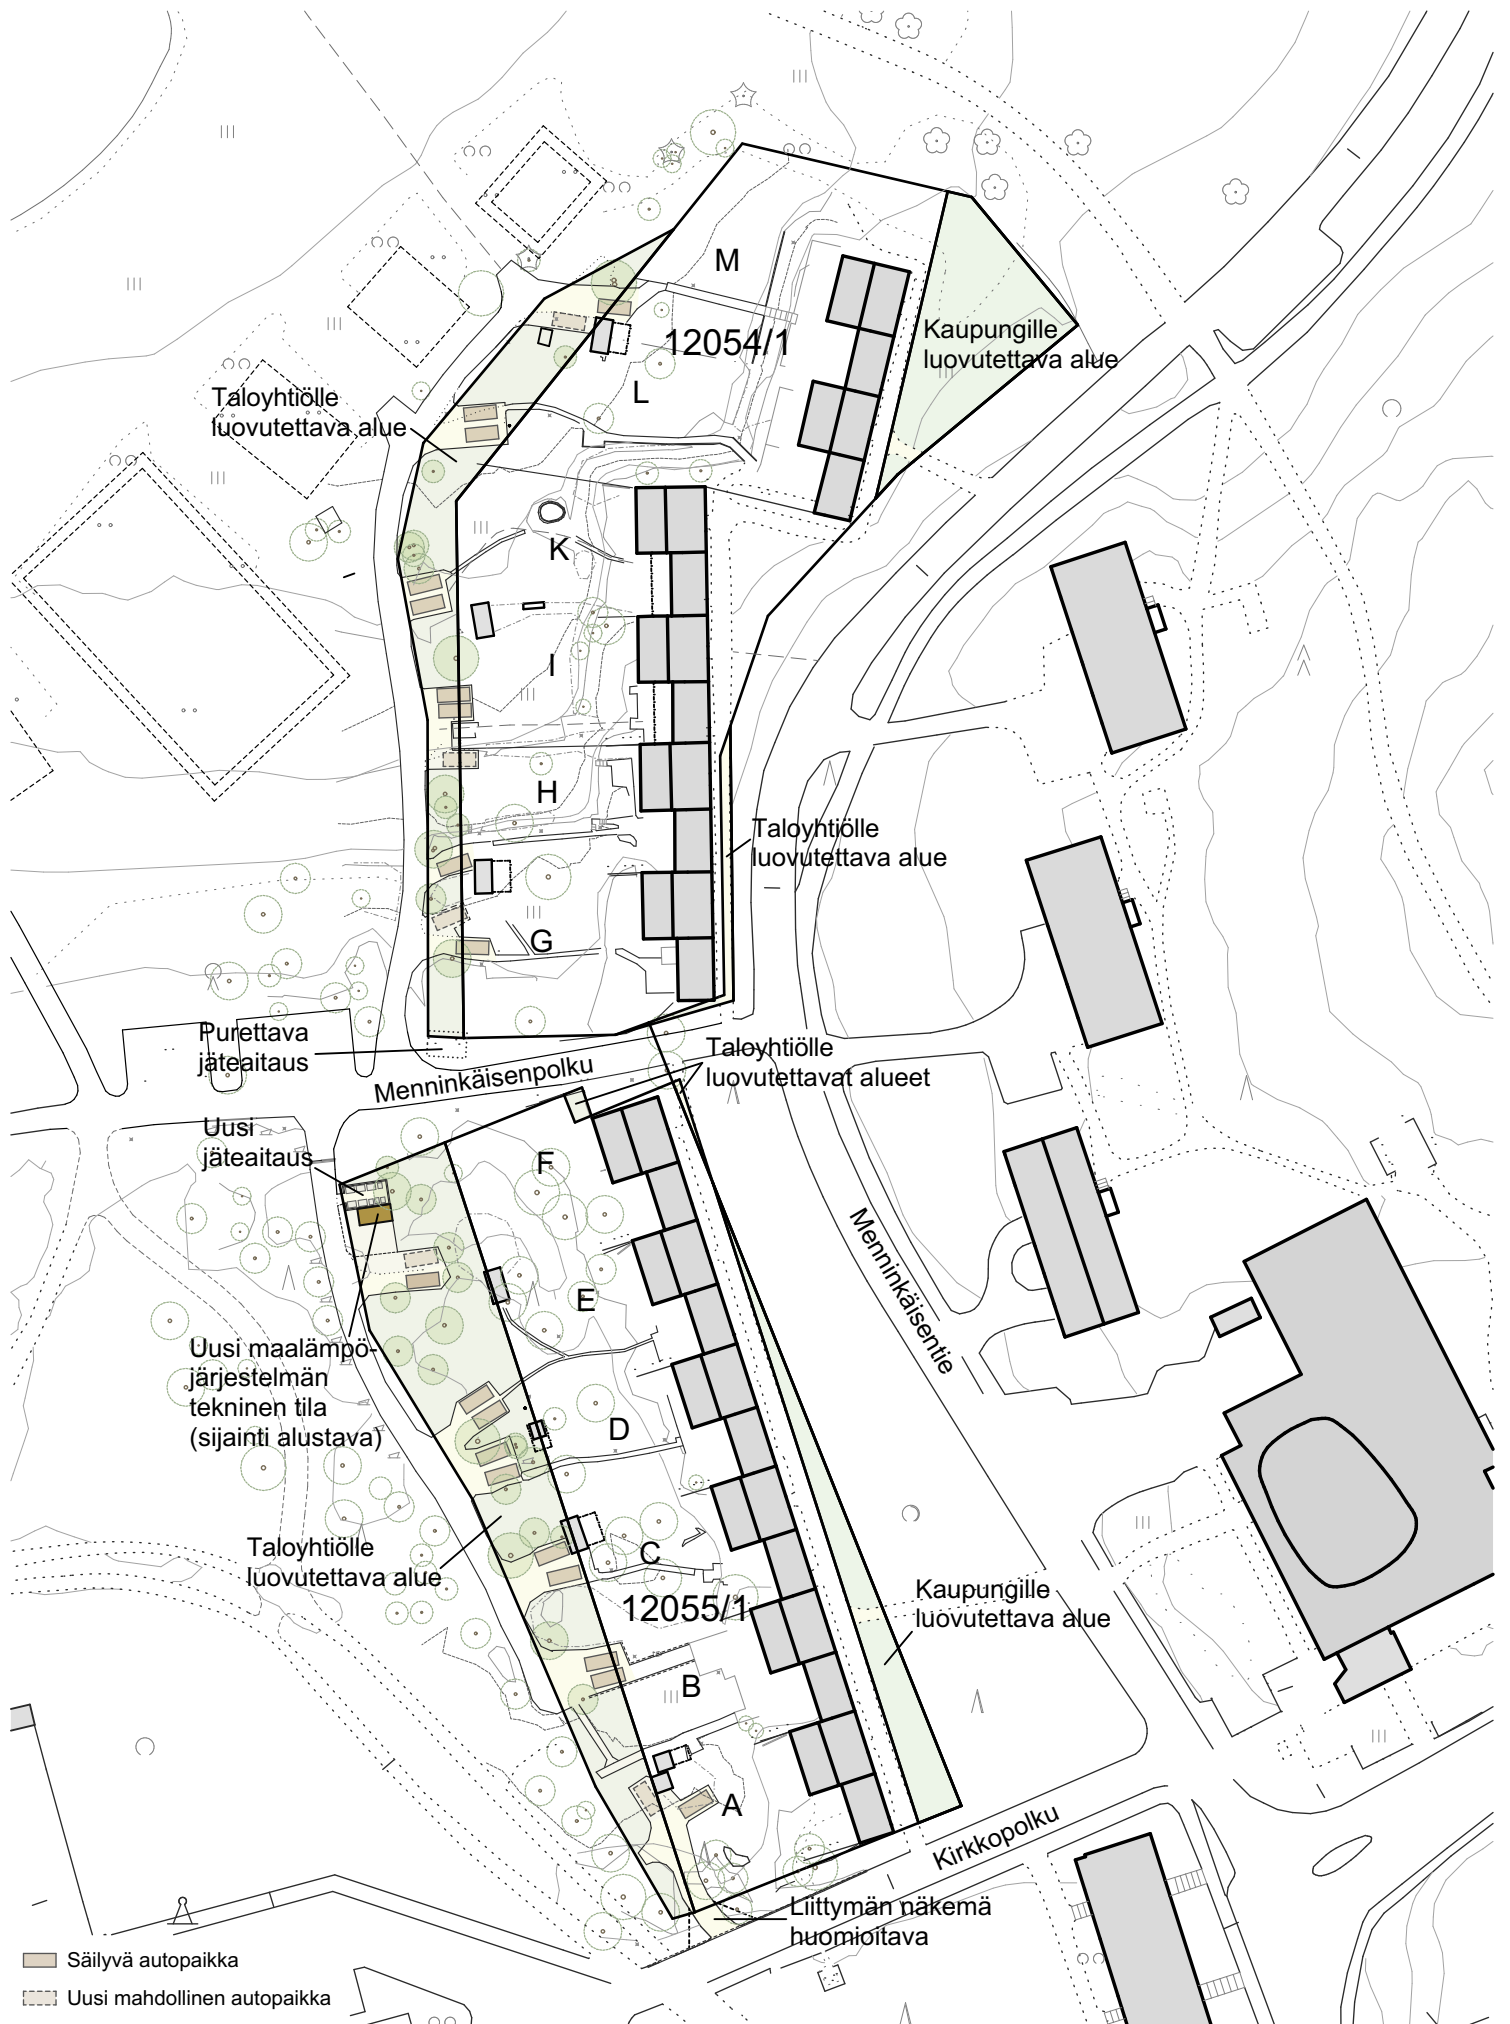 M
12054/1
Kaupungille
luovutettava alue
L
Taloyhtiölle
luovutettava alue
K
I
H
Taloyhtiölle
luovutettava alue
G
Purettava
jäteaitaus
Menninkäisenpolku
Taloyhtiölle
luovutettavat alueet
Uusi
jäteaitaus
F
Menninkäisentie
E
Uusi maalämpö-
järjestelmän
tekninen tila
(sijainti alustava)
D
Taloyhtiölle
luovutettava alue
C
12055/1
Kaupungille
luovutettava alue
B
A
Kirkkopolku
Liittymän näkemä
huomioitava
Säilyvä autopaikka
Uusi mahdollinen autopaikka